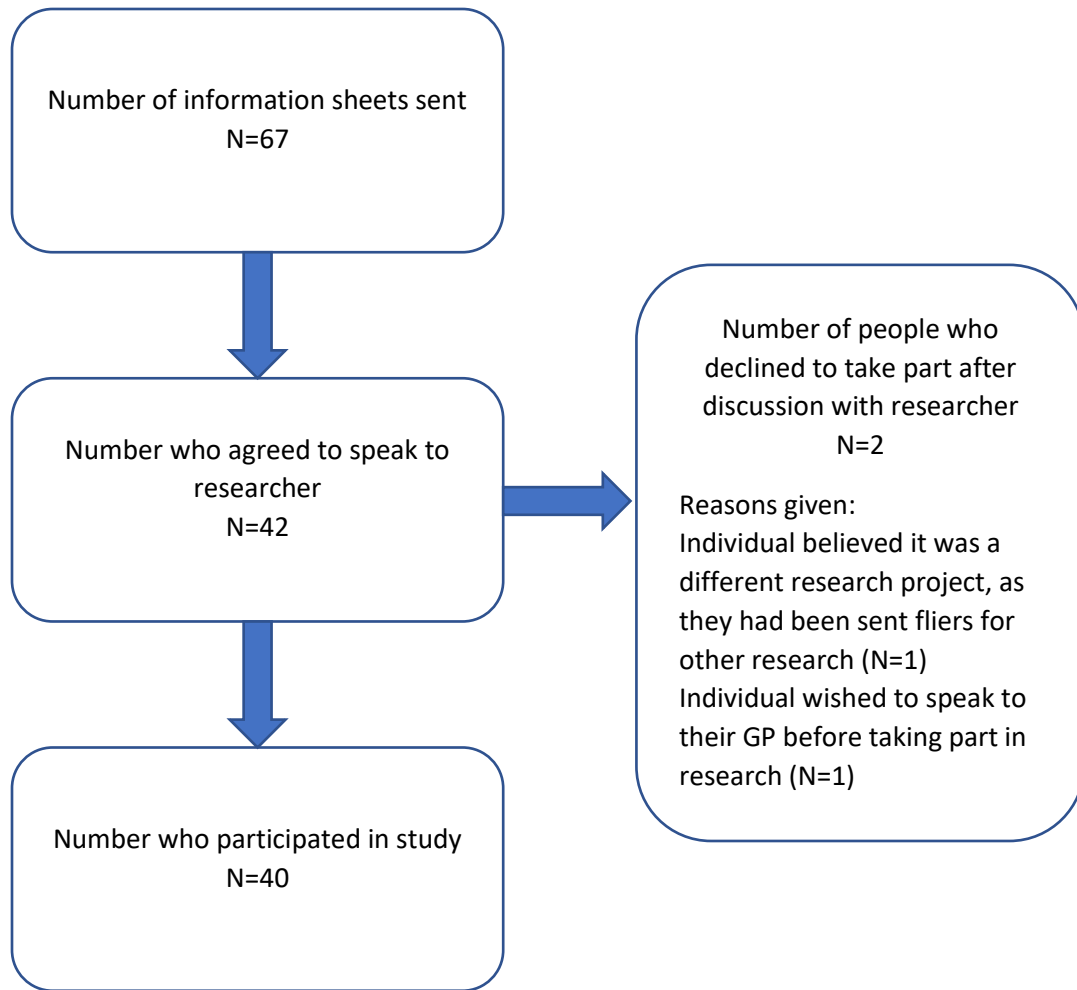 Number of information sheets sent
N=67
Number who agreed to speak to
researcher
N=42
Number of people who
declined to take part after
discussion with researcher
N=2
Reasons given:
Individual believed it was a
different research project, as
they had been sent fliers for
other research (N=1)
Individual wished to speak to
their GP before taking part in
research (N=1)
Number who participated in study
N=40